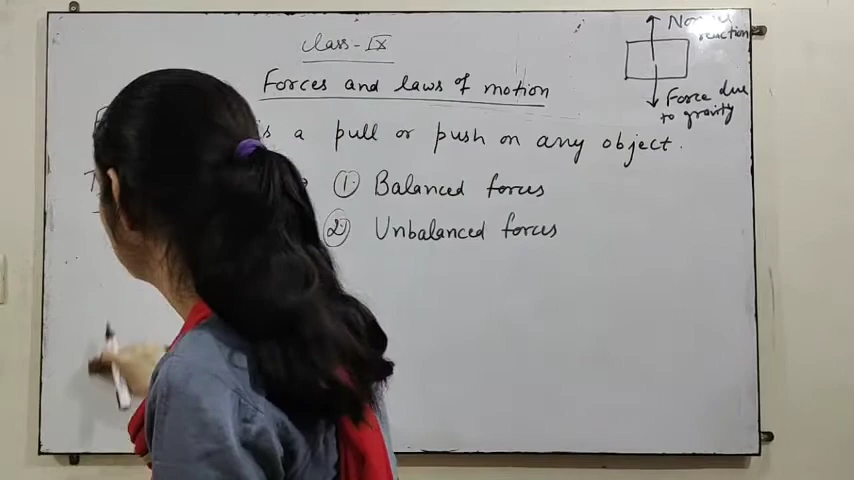 Class - IX
Forces and laws of motion
Normal
reaction
Force due
to gravity
is a pull or push on any object.
① Balanced forces
② Unbalanced forces